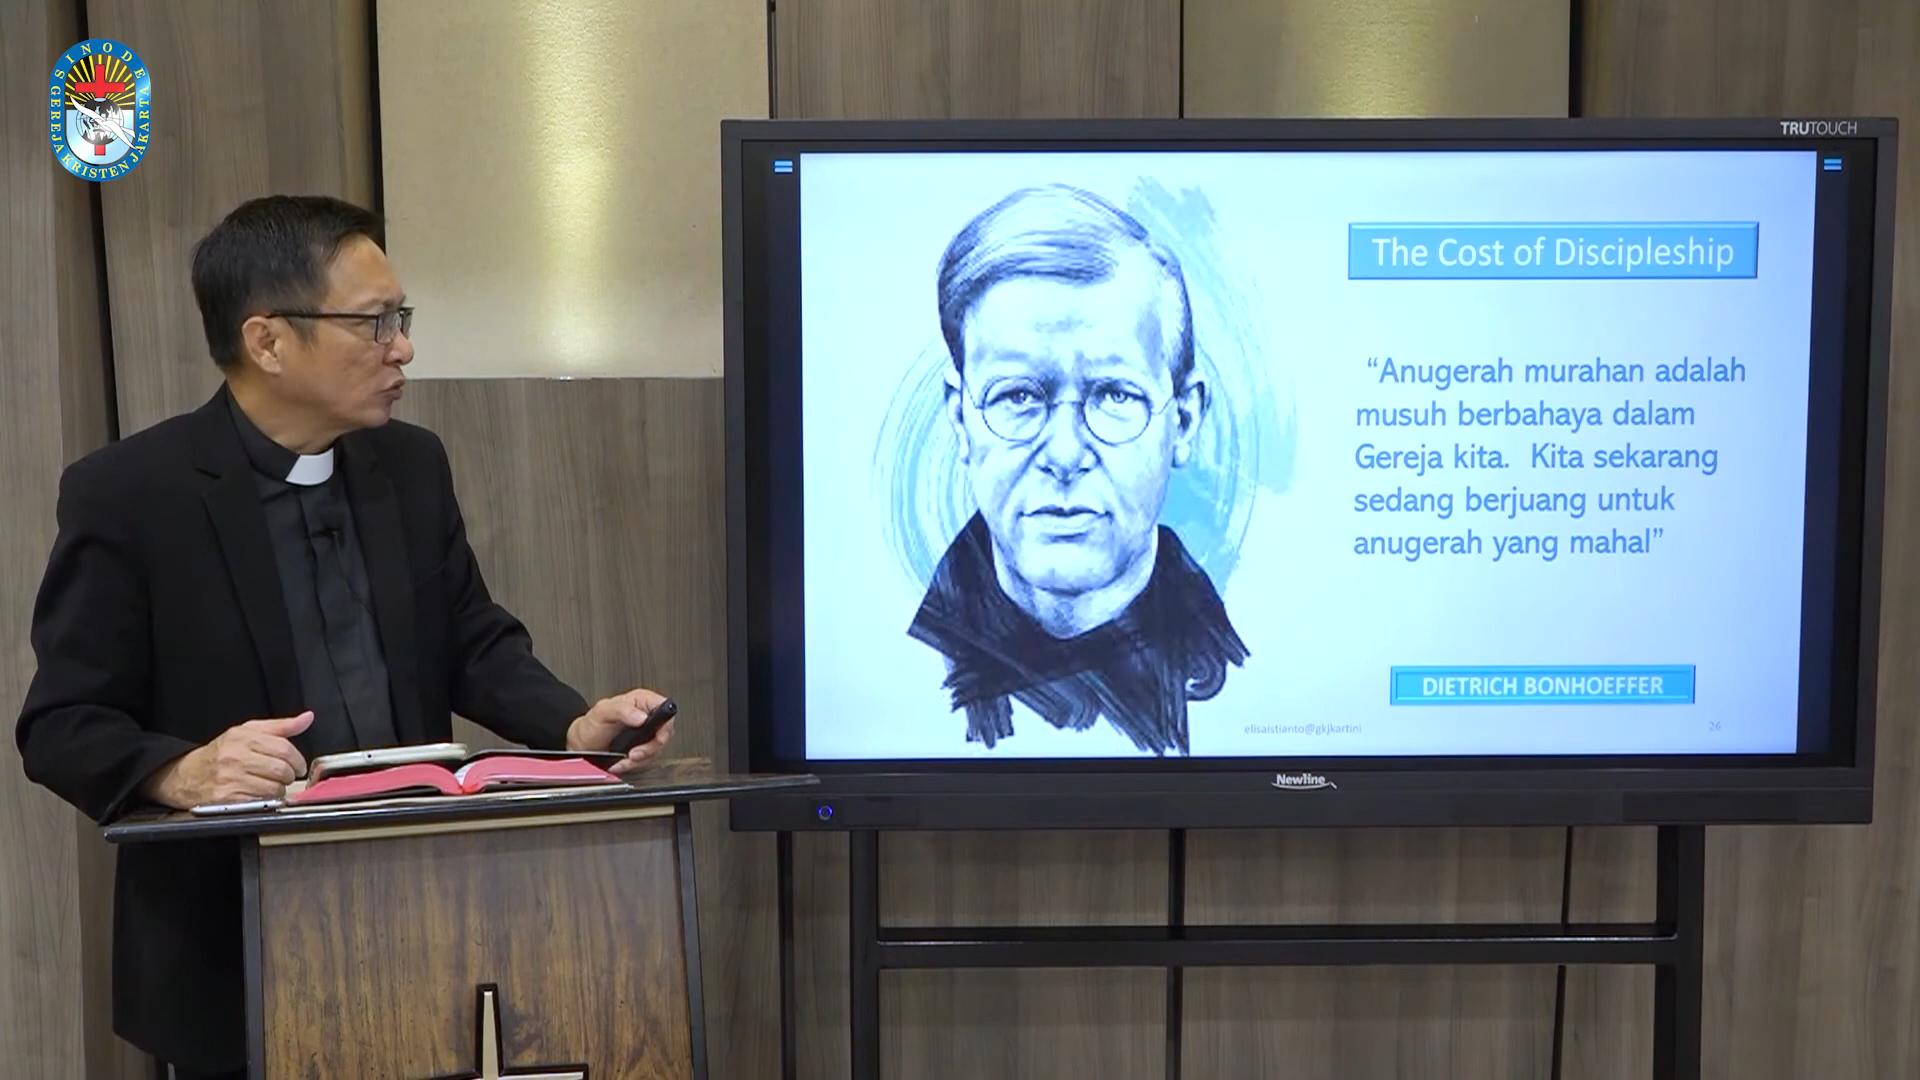 SINODE
GEREJA KRISTEN JAKARTA
TRUTOUCH
The Cost of Discipleship
“Anugerah murahan adalah
musuh berbahaya dalam
Gereja kita. Kita sekarang
sedang berjuang untuk
anugerah yang mahal”
DIETRICH BONHOEFFER
elisaistianto@gkjkartini
26
Newline